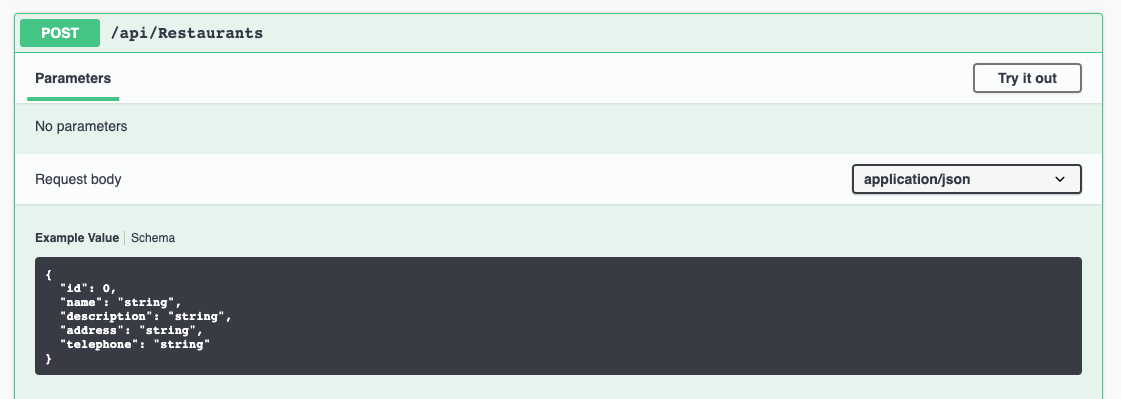 POST /api/Restaurants
Parameters
Try it out
No parameters
Request body
application/json
Example Value Schema
{
  "id": 0,
  "name": "string",
  "description": "string",
  "address": "string",
  "telephone": "string"
}